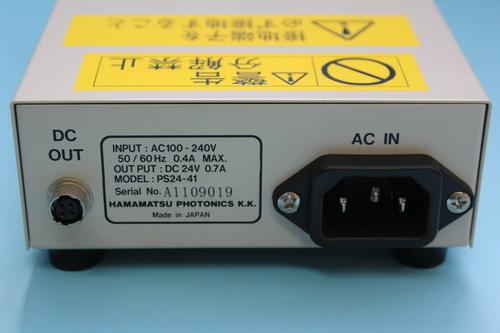 接地端子を
必ず接地すること
警告
分解禁止
DC
OUT
INPUT : AC100 - 240V
50 / 60 Hz 0.4A MAX.
OUT PUT : DC 24V 0.7A
MODEL : PS24-41
Serial No. A1109019
HAMAMATSU PHOTONICS K.K.
Made in JAPAN
AC IN